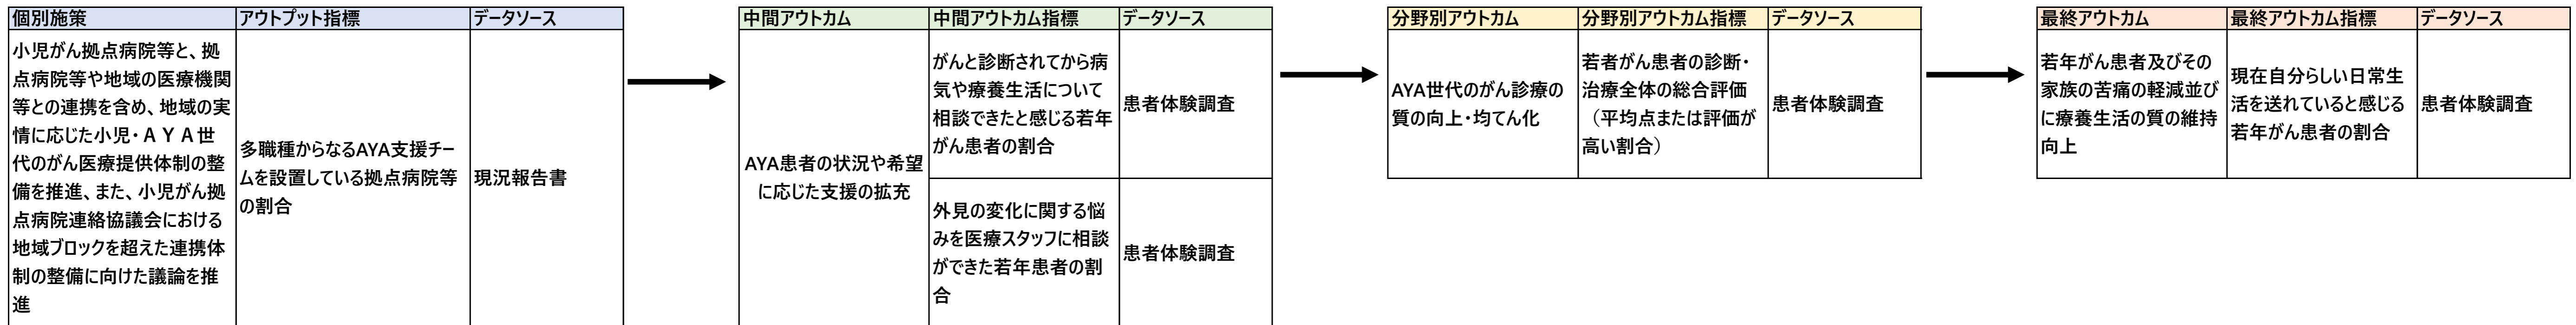 個別施策
アウトプット指標
データソース
小児がん拠点病院等と、拠
点病院等や地域の医療機関
等との連携を含め、地域の実
情に応じた小児・ＡＹＡ世
代のがん医療提供体制の整
備を推進、また、小児がん拠
点病院連絡協議会における
地域ブロックを超えた連携体
制の整備に向けた議論を推
進
多職種からなるAYA支援チー
ムを設置している拠点病院等
の割合
現況報告書
中間アウトカム
中間アウトカム指標
データソース
AYA患者の状況や希望
に応じた支援の拡充
がんと診断されてから病
気や療養生活について
相談できたと感じる若年
がん患者の割合
患者体験調査
外見の変化に関する悩
みを医療スタッフに相談
ができた若年患者の割
合
患者体験調査
分野別アウトカム
分野別アウトカム指標
データソース
AYA世代のがん診療の
質の向上・均てん化
若者がん患者の診断・
治療全体の総合評価
（平均点または評価が
高い割合）
患者体験調査
最終アウトカム
最終アウトカム指標
データソース
若年がん患者及びその
家族の苦痛の軽減並び
に療養生活の質の維持
向上
現在自分らしい日常生
活を送れていると感じる
若年がん患者の割合
患者体験調査